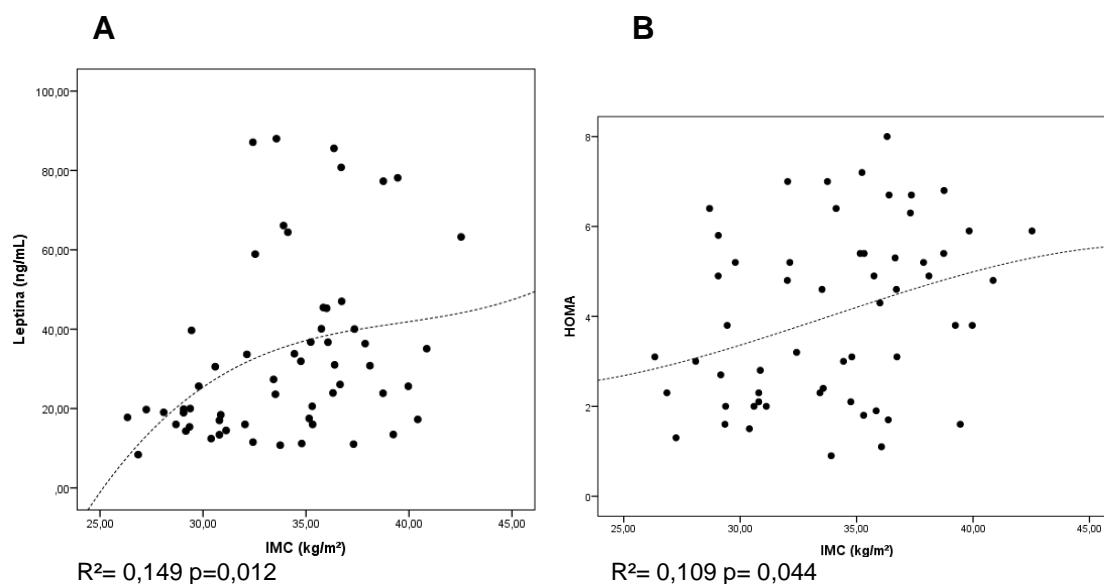 A
B
100,00
80,00
60,00
40,00
20,00
,00
Leptina (ng/mL)
25,00 30,00 35,00 40,00 45,00
IMC (kg/m²)
R²= 0,149 p=0,012
8
6
4
2
0
HOMA
25,00 30,00 35,00 40,00 45,00
IMC (kg/m²)
R²= 0,109 p= 0,044